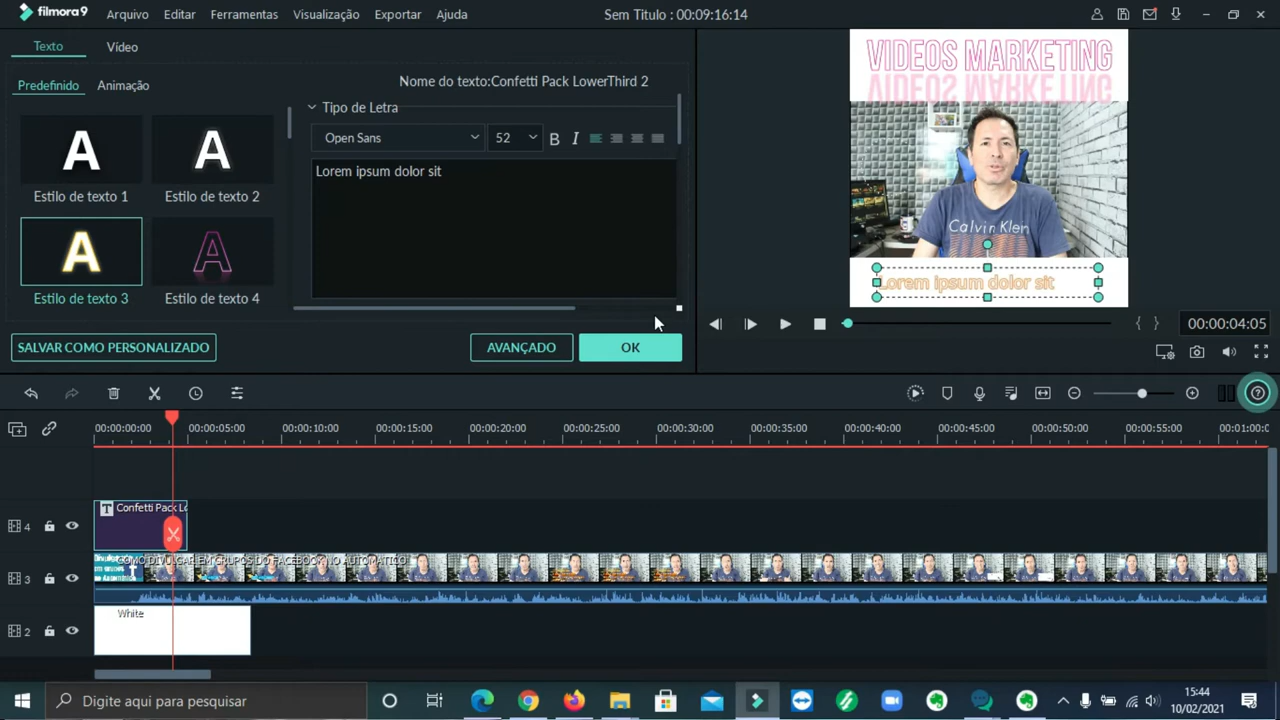 filmora9 Arquivo Editar Ferramentas Visualização Exportar Ajuda Sem Titulo : 00:09:16:14
Texto Vídeo
Predefinido Animação
Nome do texto:Confetti Pack LowerThird 2
Tipo de Letra
Open Sans 52 B I
Lorem ipsum dolor sit
A A
Estilo de texto 1 Estilo de texto 2
A A
Estilo de texto 3 Estilo de texto 4
SALVAR COMO PERSONALIZADO AVANÇADO OK
VIDEOS MARKETING
VIDEOS MARKETING
Calvin Klein
Lorem ipsum dolor sit
{ } 00:00:04:05
00:00:00:00 00:00:05:00 00:00:10:00 00:00:15:00 00:00:20:00 00:00:25:00 00:00:30:00 00:00:35:00 00:00:40:00 00:00:45:00 00:00:50:00 00:00:55:00 00:01:00:0
4 T Confetti Pack Lo
3 COMO DIVULGAR EM GRUPOS DO FACEBOOK NO AUTOMATICO
2 White
Digite aqui para pesquisar
15:44
10/02/2021